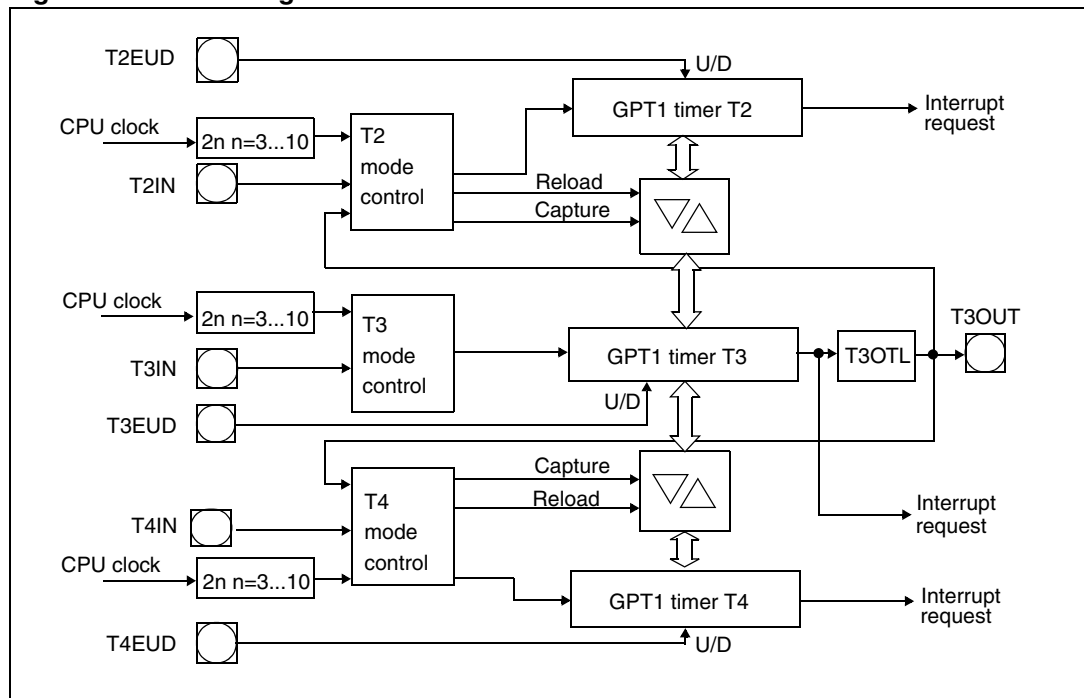 T2EUD
U/D
GPT1 timer T2
Interrupt
request
CPU clock
2n n=3...10
T2
mode
control
T2IN
Reload
Capture
CPU clock
2n n=3...10
T3
mode
control
T3IN
T3EUD
GPT1 timer T3
U/D
T3OTL
T3OUT
Capture
Reload
T4
mode
control
T4IN
CPU clock
2n n=3...10
Interrupt
request
GPT1 timer T4
Interrupt
request
T4EUD
U/D